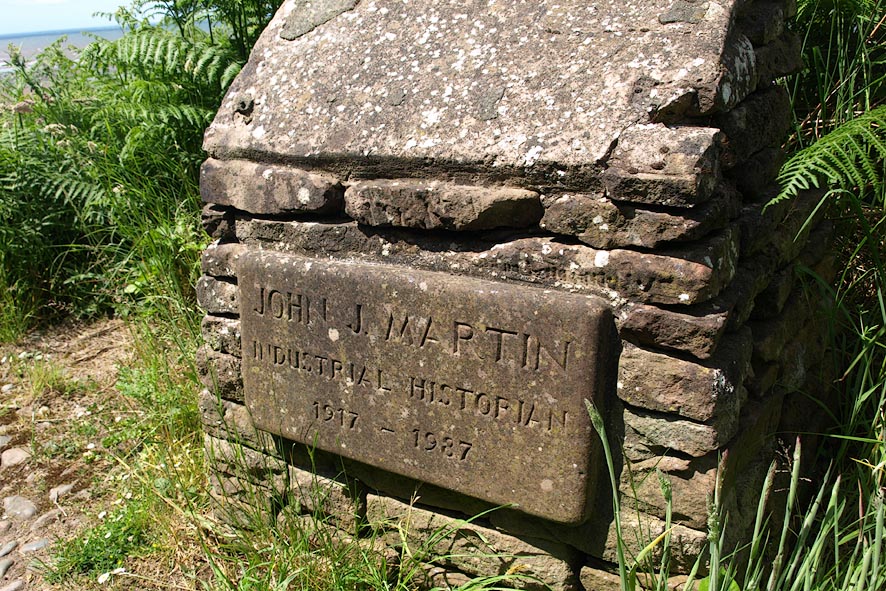 JOHN J. MARTIN
INDUSTRIAL HISTORIAN
1917 - 1987